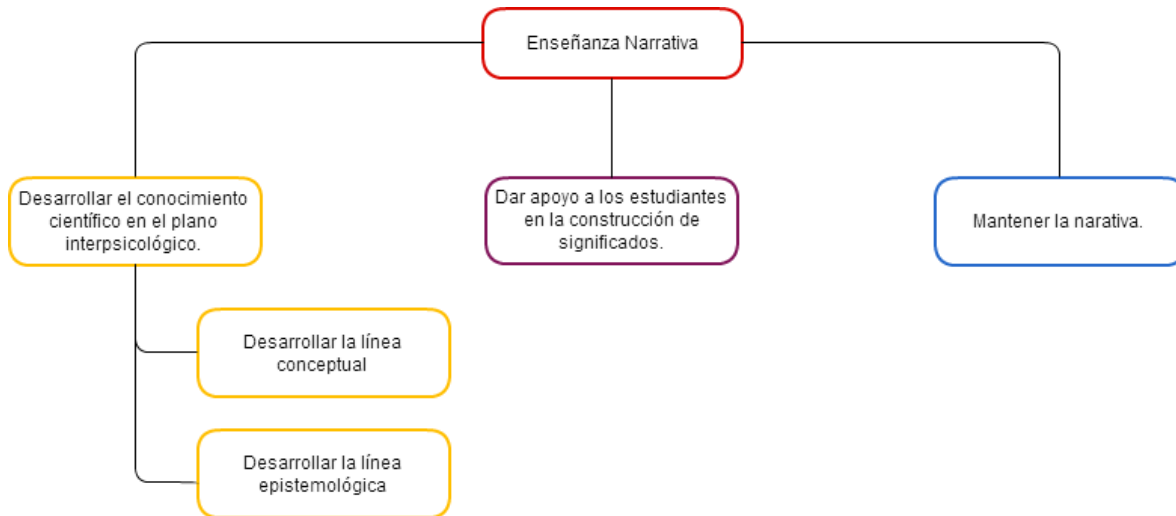 Enseñanza Narrativa
Desarrollar el conocimiento
científico en el plano
interpsicológico.
Dar apoyo a los estudiantes
en la construcción de
significados.
Mantener la narativa.
Desarrollar la línea
conceptual
Desarrollar la línea
epistemológica